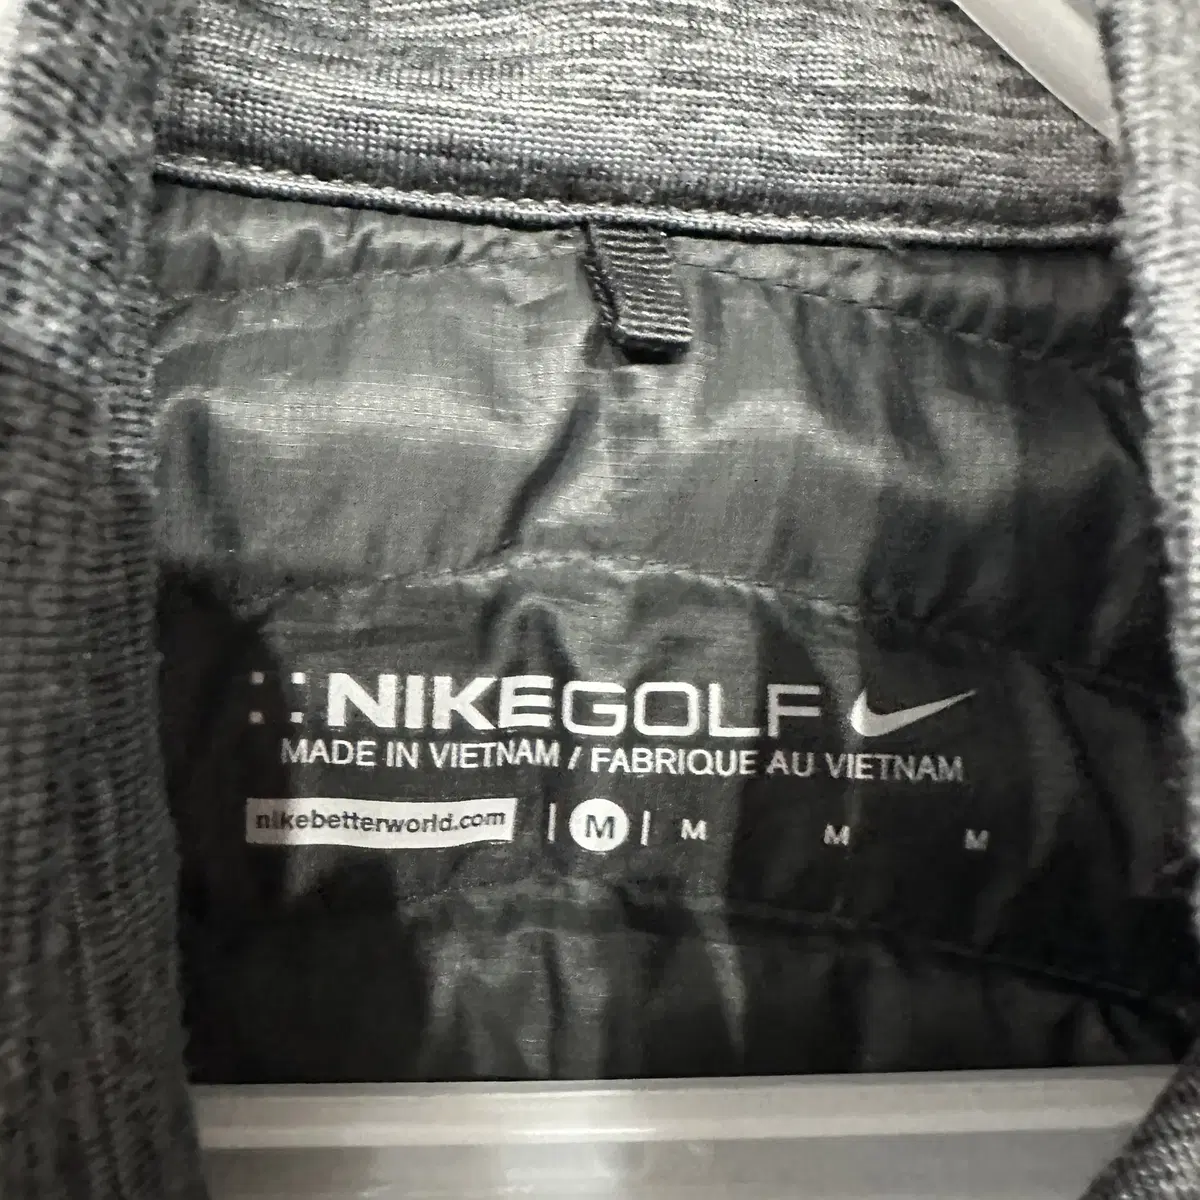 NIKEGOLF
MADE IN VIETNAM / FABRIQUE AU VIETNAM
nikebetterworld.com | M | M M M